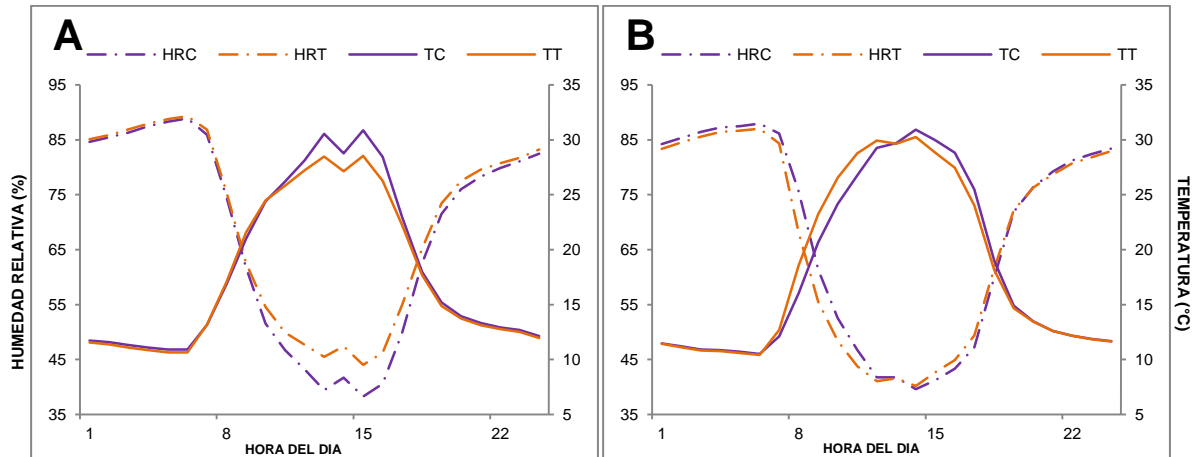 A
HRC HRT TC TT
95
85
75
65
55
45
35
35
30
25
20
15
10
5
1 8 15 22
HUMEDAD RELATIVA (%)
HORA DEL DIA
B
HRC HRT TC TT
95
85
75
65
55
45
35
35
30
25
20
15
10
5
1 8 15 22
HORA DEL DIA
TEMPERATURA (°C)